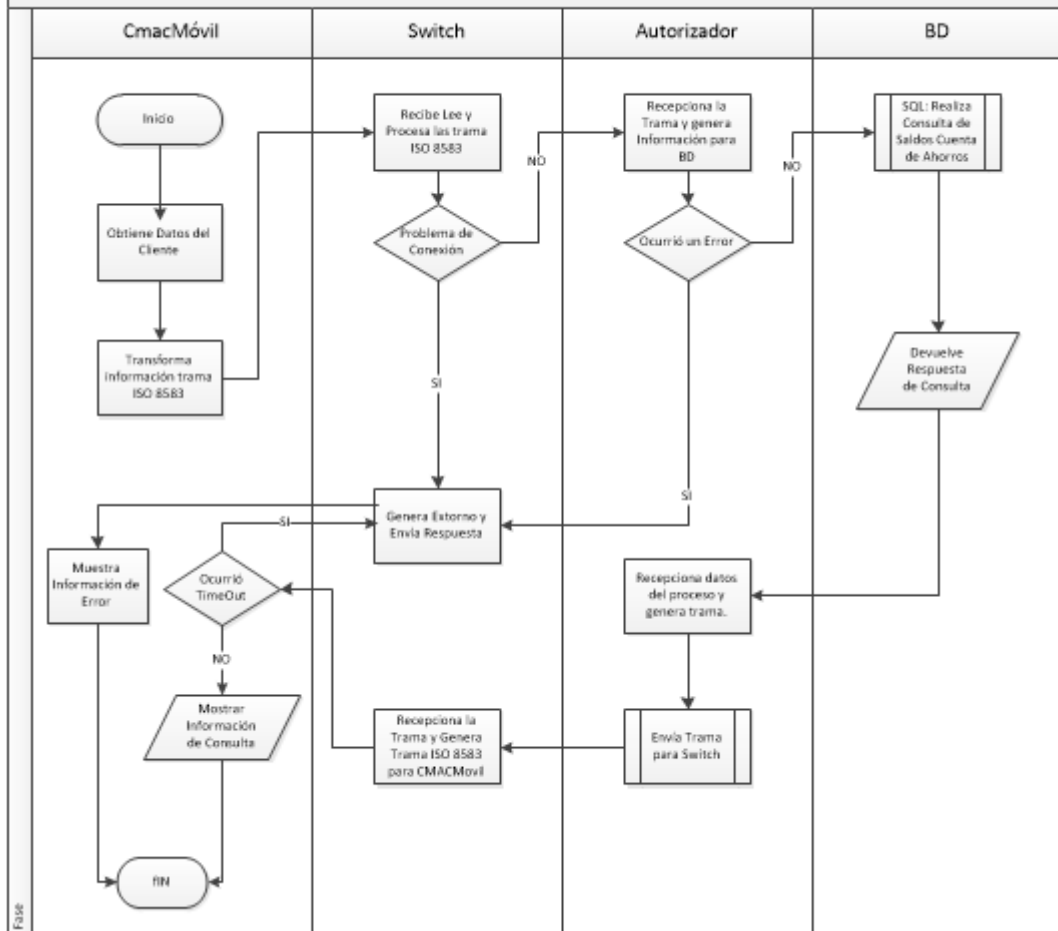 CmacMóvil
Switch
Autorizador
BD
Inicio
Obtiene Datos del
Cliente
Transforma
información trama
ISO 8583
Recibe Lee y
Procesa las trama
ISO 8583
NO
Problema de
Conexión
SI
Recepciona la
Trama y genera
Información para
BD
NO
Ocurrió un Error
SI
SQL: Realiza
Consulta de
Saldos Cuenta
de Ahorros
Devuelve
Respuesta
de Consulta
Genera Extorno y
Envía Respuesta
SI
Muestra
Información de
Error
Ocurrió
TimeOut
NO
Mostrar
Información
de Consulta
Recepciona datos
del proceso y
genera trama.
Recepciona la
Trama y Genera
Trama ISO 8583
para CMACMovil
Envía Trama
para Switch
fIN
Fase